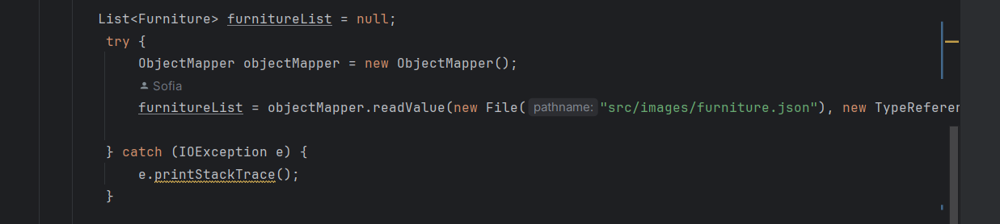 List<Furniture> furnitureList = null;
try {
ObjectMapper objectMapper = new ObjectMapper();
Sofia
furnitureList = objectMapper.readValue(new File( pathname: "src/images/furniture.json"), new TypeReferen
} catch (IOException e) {
e.printStackTrace();
}